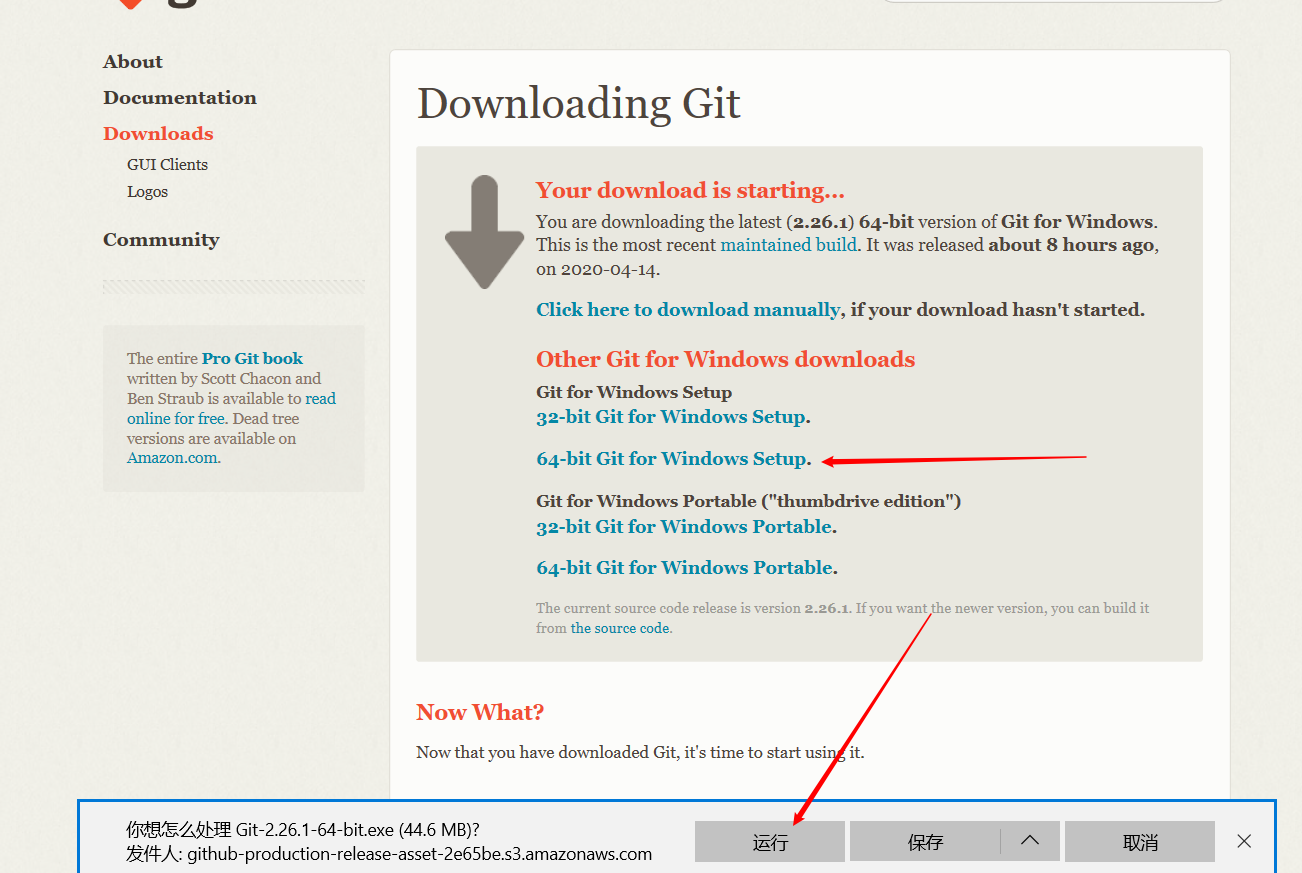 About
Documentation
Downloads
GUI Clients
Logos
Community
The entire Pro Git book
written by Scott Chacon and
Ben Straub is available to read
online for free. Dead tree
versions are available on
Amazon.com.
Downloading Git
Your download is starting...
You are downloading the latest (2.26.1) 64-bit version of Git for Windows.
This is the most recent maintained build. It was released about 8 hours ago,
on 2020-04-14.
Click here to download manually, if your download hasn't started.
Other Git for Windows downloads
Git for Windows Setup
32-bit Git for Windows Setup.
64-bit Git for Windows Setup.
Git for Windows Portable ("thumbdrive edition")
32-bit Git for Windows Portable.
64-bit Git for Windows Portable.
The current source code release is version 2.26.1. If you want the newer version, you can build it
from the source code.
Now What?
Now that you have downloaded Git, it's time to start using it.
你想怎么处理 Git-2.26.1-64-bit.exe (44.6 MB)?
发件人: github-production-release-asset-2e65be.s3.amazonaws.com
运行
保存
取消